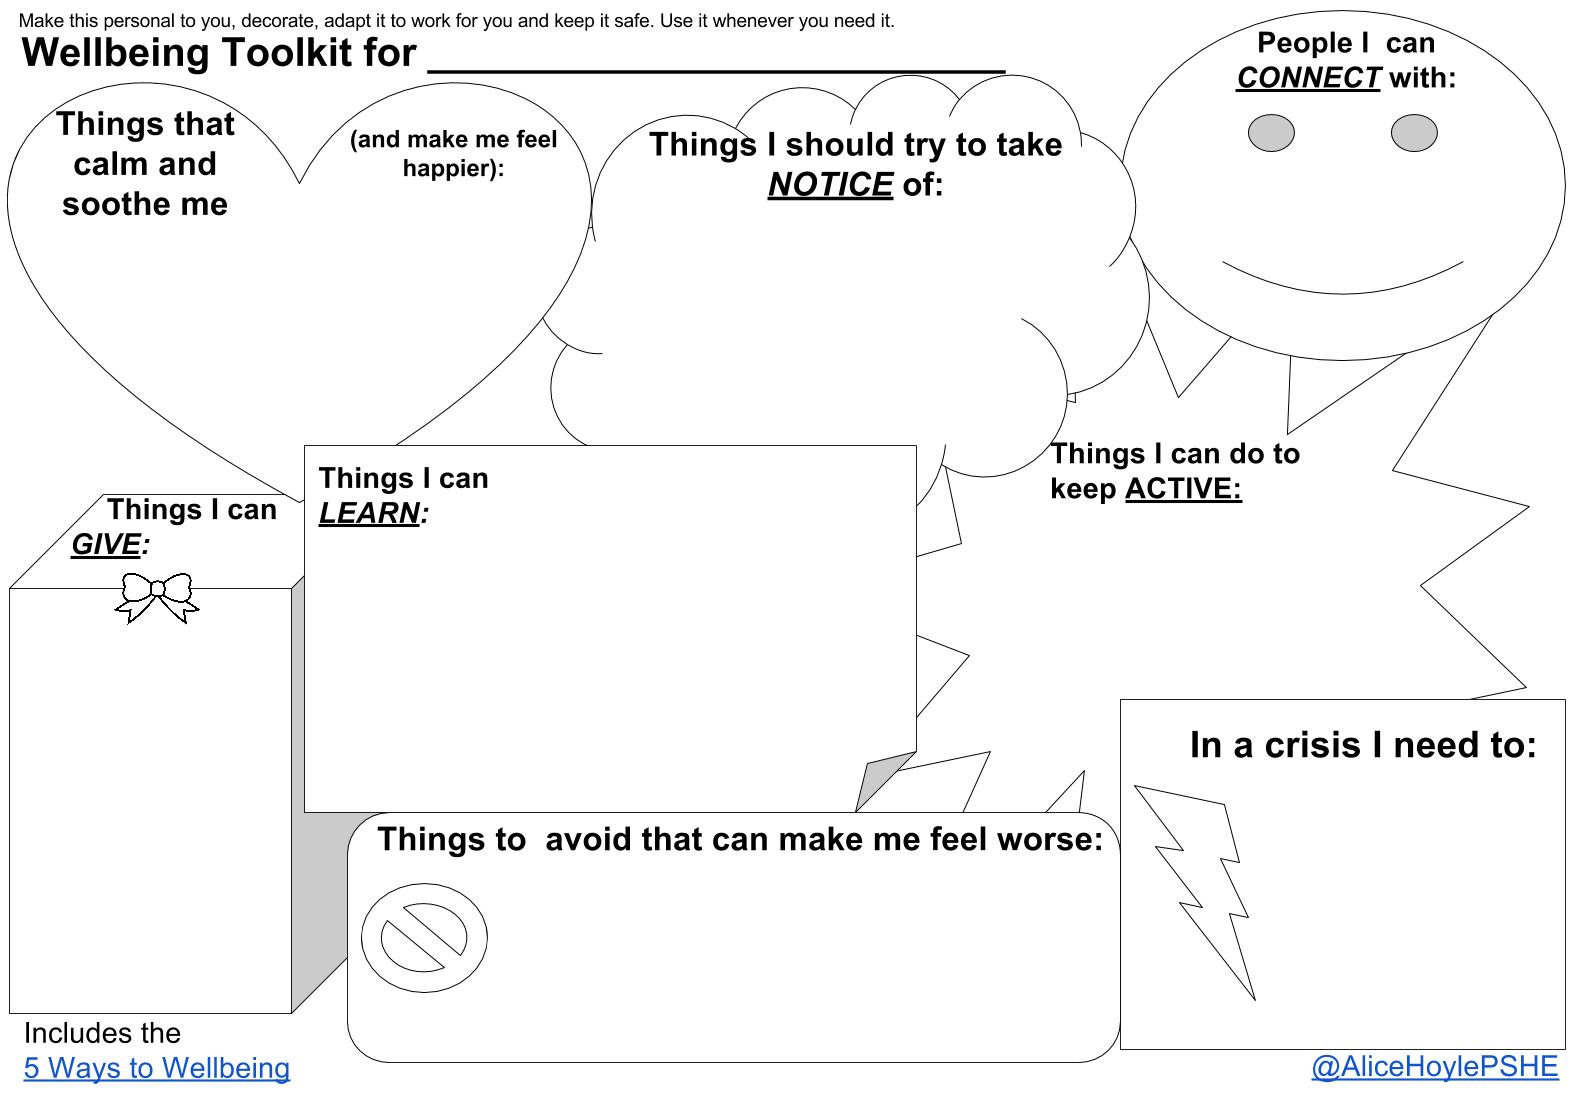 Make this personal to you, decorate, adapt it to work for you and keep it safe. Use it whenever you need it.
Wellbeing Toolkit for
Things that
calm and
soothe me
(and make me feel
happier):
Things I should try to take
NOTICE of:
People I can
CONNECT with:
Things I can
GIVE:
Things I can
LEARN:
Things I can do to
keep ACTIVE:
In a crisis I need to:
Things to avoid that can make me feel worse:
Includes the
5 Ways to Wellbeing
@AliceHoylePSHE